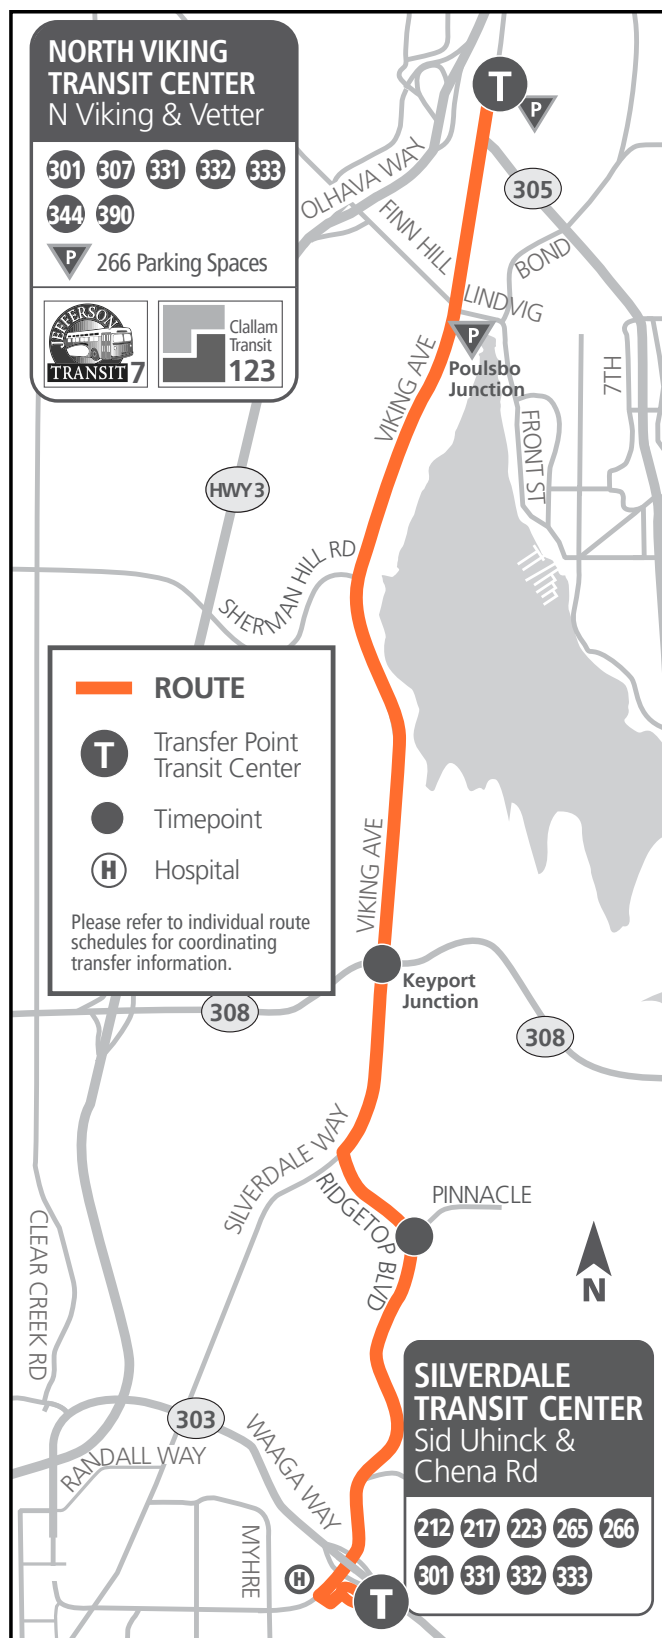 NORTH VIKING
TRANSIT CENTER
N Viking & Vetter
301 307 331 332 333
344 390
P 266 Parking Spaces
JEFFERSON
TRANSIT 7
Clallam
Transit
123
T
P
305
OLHAVA WAY
FINN HILL
BOND
LINDVIG
P
Poulsbo
Junction
VIKING AVE
7TH
FRONT ST
HWY 3
SHERMAN HILL RD
ROUTE
T Transfer Point
Transit Center
Timepoint
H Hospital
Please refer to individual route
schedules for coordinating
transfer information.
VIKING AVE
Keyport
Junction
308
308
SILVERDALE WAY
RIDGETOP BLVD
PINNACLE
CLEAR CREEK RD
N
303
RANDALL WAY
WAAGA WAY
MYHRE
H
T
SILVERDALE
TRANSIT CENTER
Sid Uhinck &
Chena Rd
212 217 223 265 266
301 331 332 333